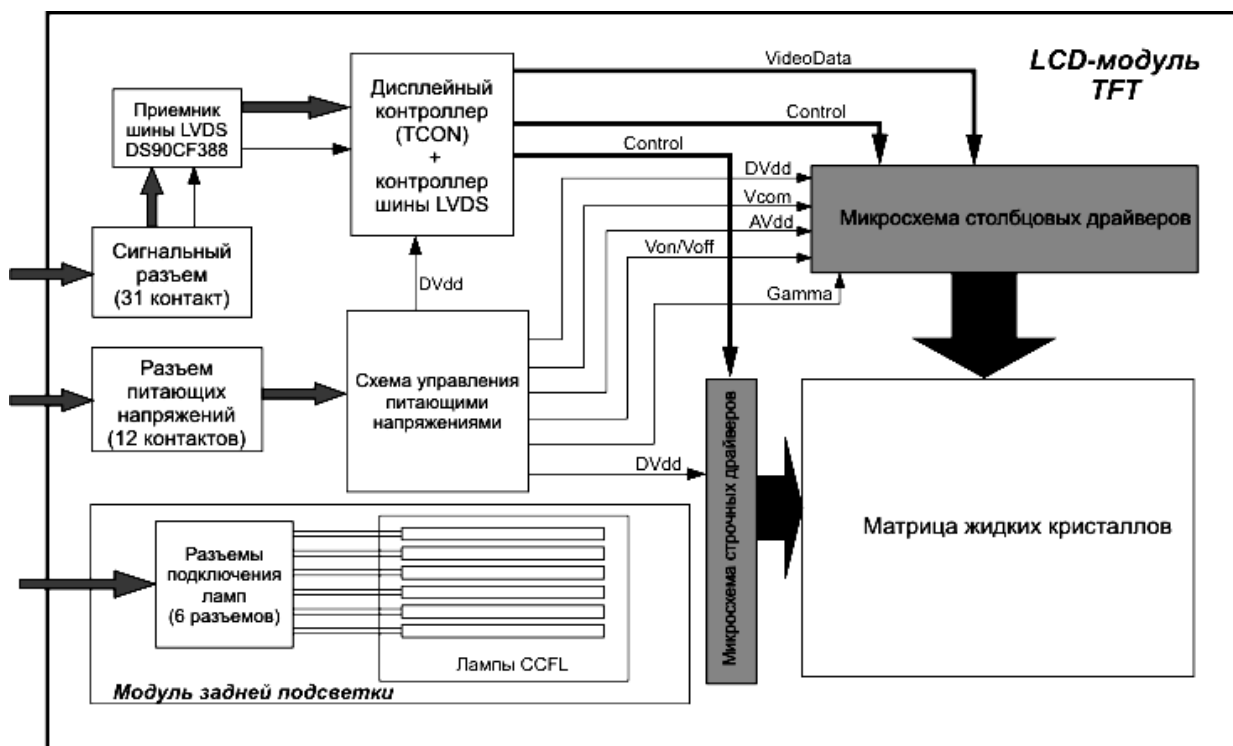 LCD-модуль
TFT
VideoData
Control
Control
Дисплейный
контроллер
(TCON)
+
контроллер
шины LVDS
Приемник
шины LVDS
DS90CF388
Сигнальный
разъем
(31 контакт)
DVdd
DVdd
Vcom
AVdd
Von/Voff
Gamma
Микросхема столбцовых драйверов
Разъем
питающих
напряжений
(12 контактов)
Схема управления
питающими
напряжениями
DVdd
Микросхема строчных драйверов
Матрица жидких кристаллов
Разъемы
подключения
ламп
(6 разъемов)
Лампы CCFL
Модуль задней подсветки